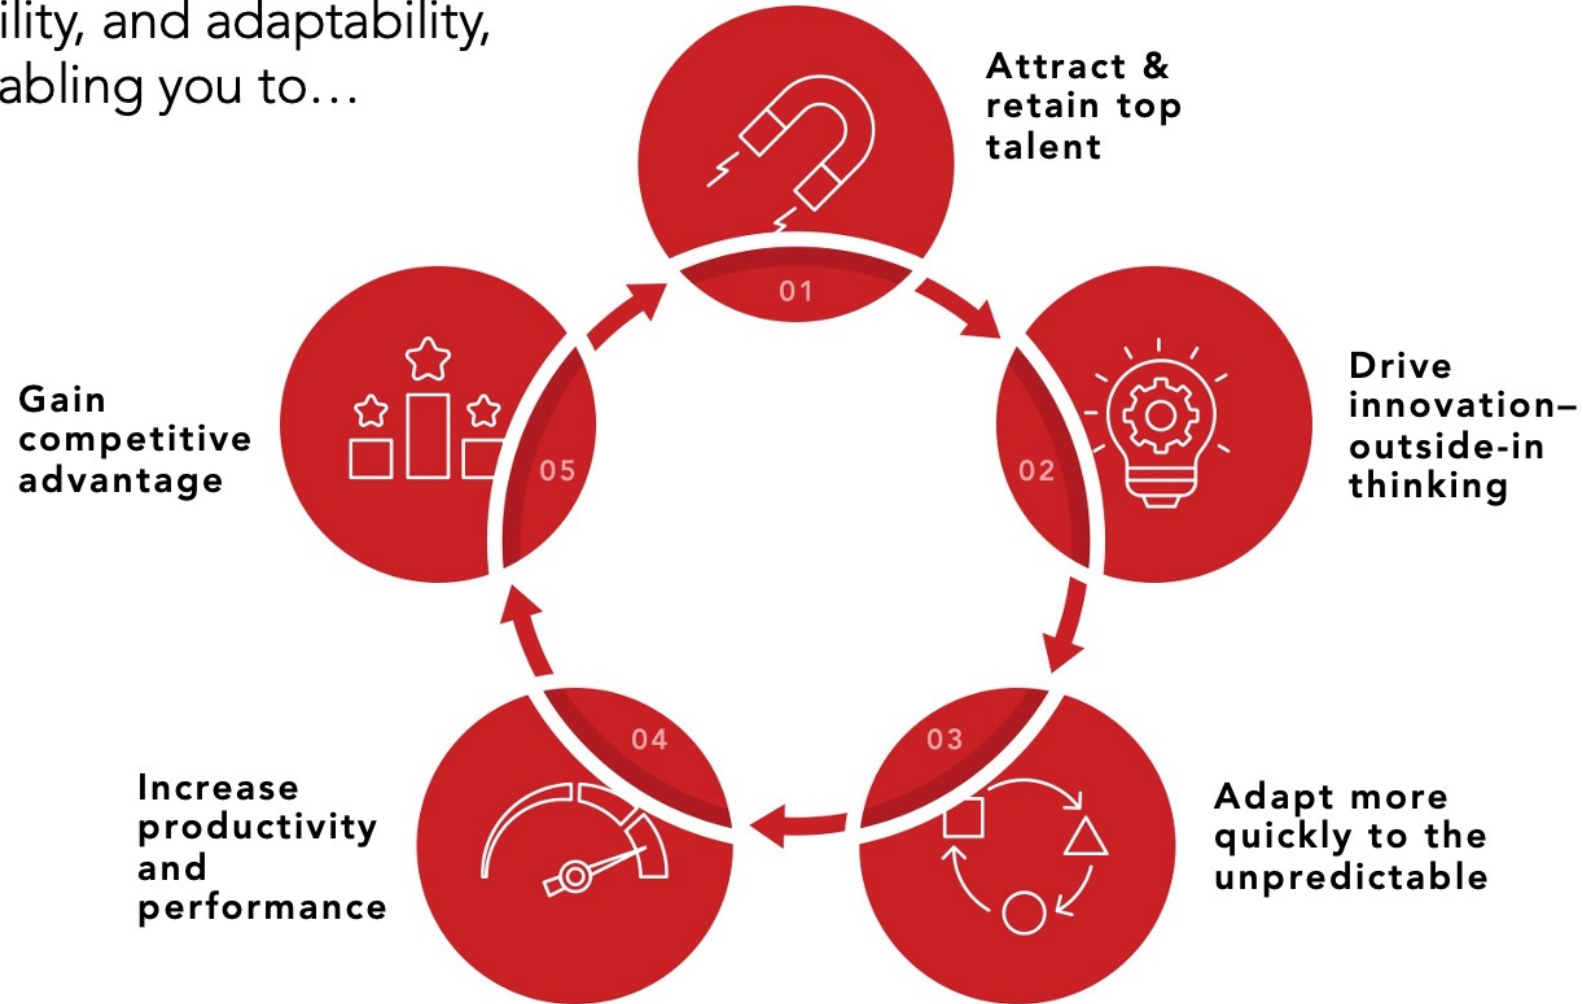 ility, and adaptability,
abling you to...
Attract &
retain top
talent
01
Drive
innovation–
outside-in
thinking
02
Adapt more
quickly to the
unpredictable
03
Increase
productivity
and
performance
04
Gain
competitive
advantage
05